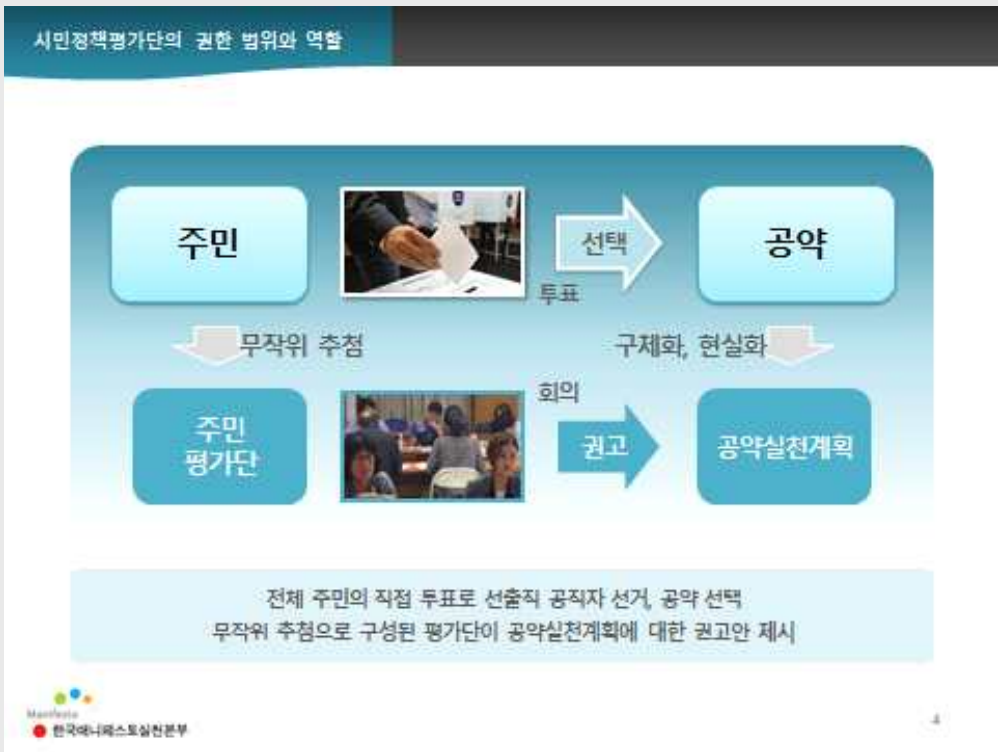 시민정책평가단의 권한 범위와 역할
주민
선택
공약
투표
무작위 추첨
구체화, 현실화
주민
평가단
회의
권고
공약실천계획
전체 주민의 직접 투표로 선출직 공직자 선거, 공약 선택
무작위 추첨으로 구성된 평가단이 공약실천계획에 대한 권고안 제시
Manifesto
한국매니페스토실천본부
4